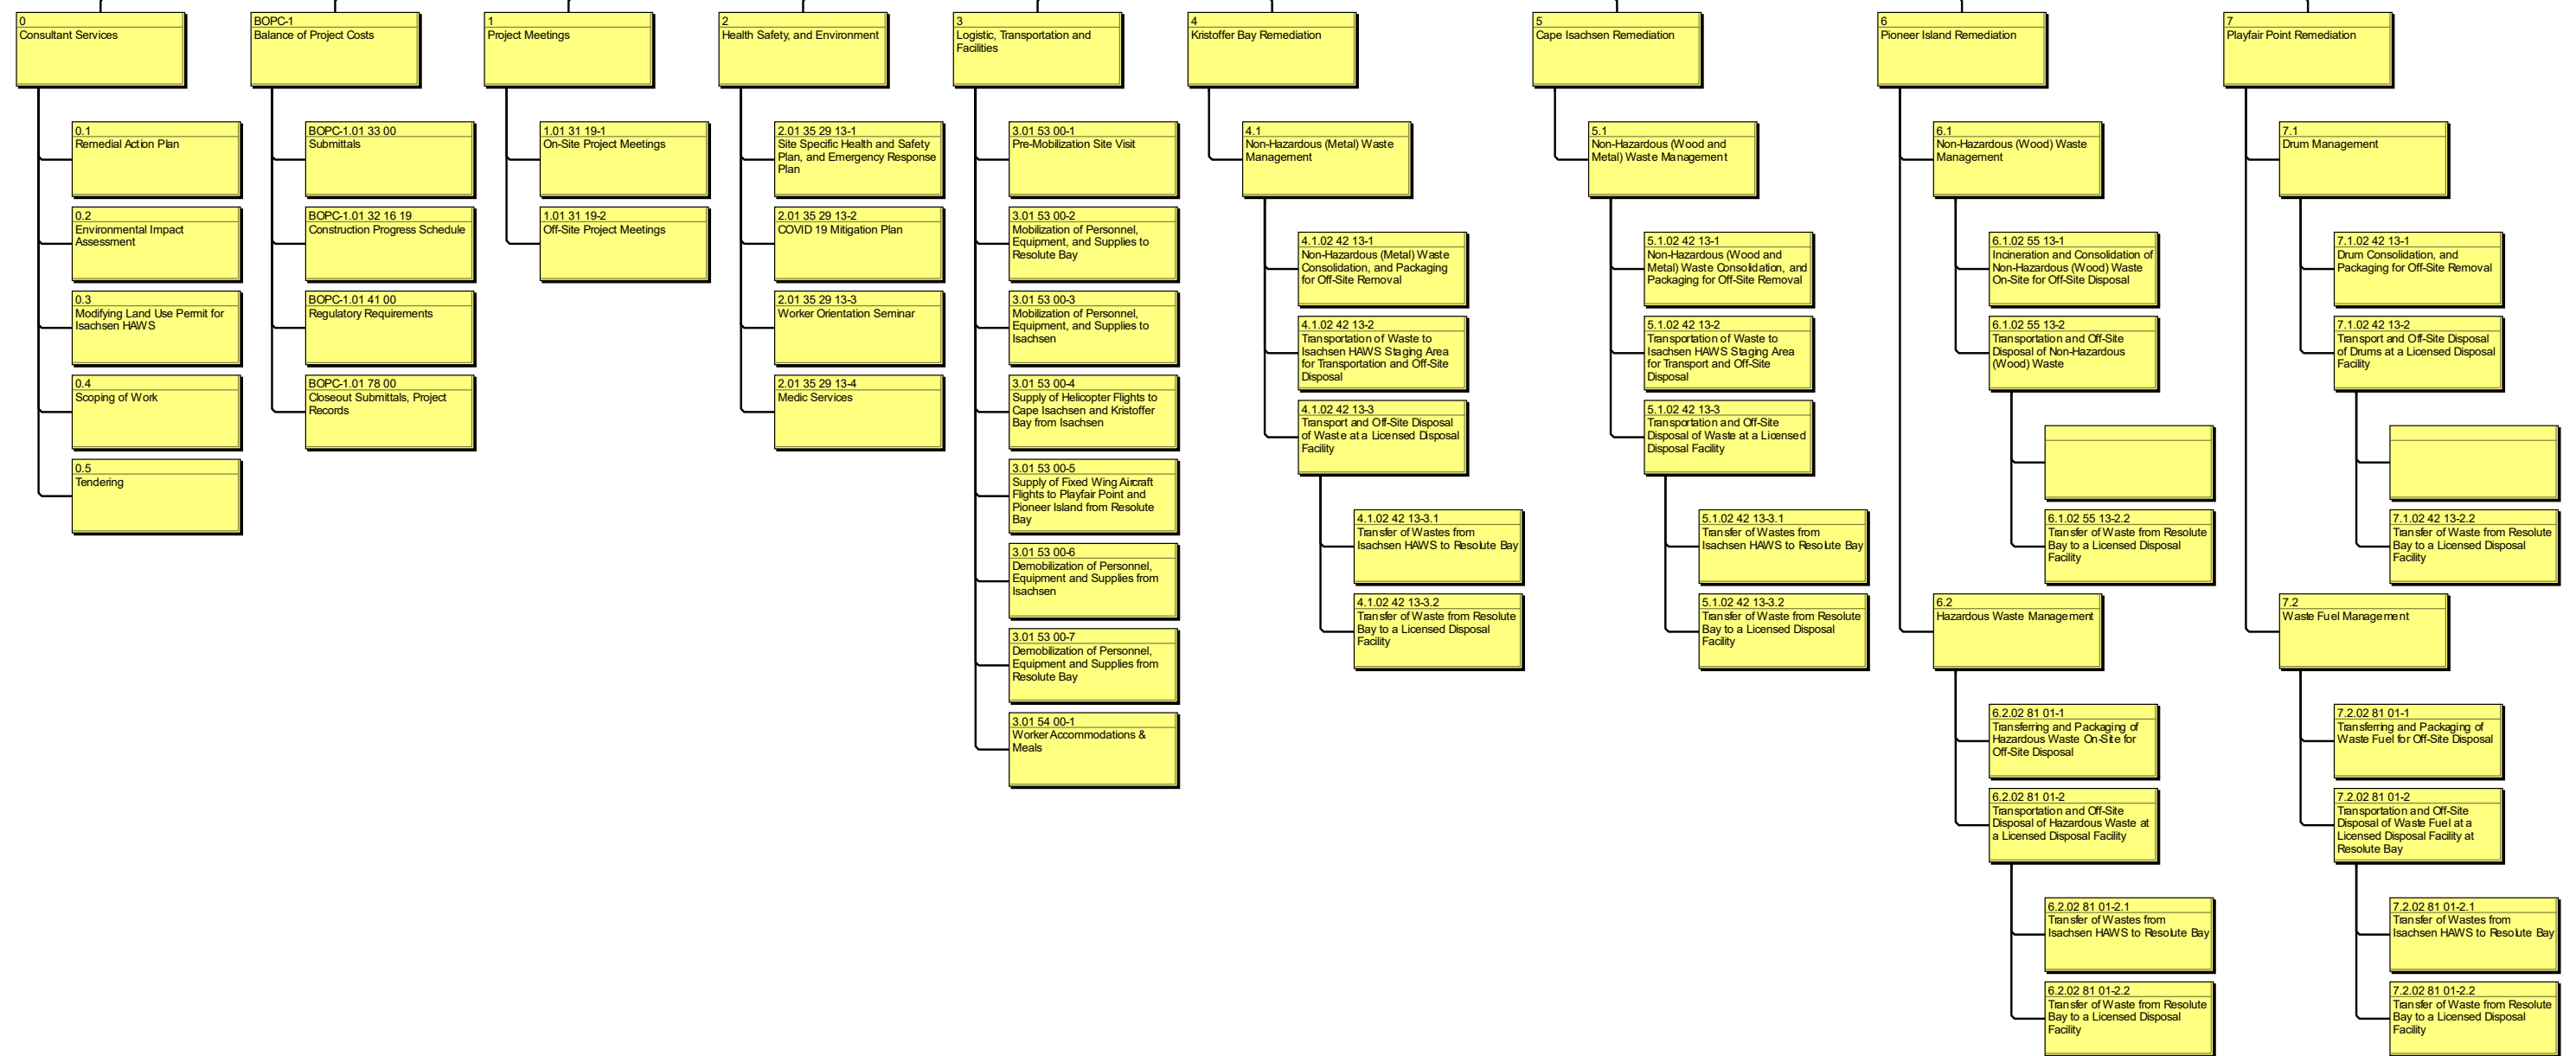 0
Consultant Services
0.1
Remedial Action Plan
0.2
Environmental Impact
Assessment
0.3
Modifying Land Use Permit for
Isachsen HAWS
0.4
Scoping of Work
0.5
Tendering
BOPC-1
Balance of Project Costs
BOPC-1.01 33 00
Submittals
BOPC-1.01 32 16 19
Construction Progress Schedule
BOPC-1.01 41 00
Regulatory Requirements
BOPC-1.01 78 00
Closeout Submittals, Project
Records
1
Project Meetings
1.01 31 19-1
On-Site Project Meetings
1.01 31 19-2
Off-Site Project Meetings
2
Health Safety, and Environment
2.01 35 29 13-1
Site Specific Health and Safety
Plan, and Emergency Response
Plan
2.01 35 29 13-2
COVID 19 Mitigation Plan
2.01 35 29 13-3
Worker Orientation Seminar
2.01 35 29 13-4
Medic Services
3
Logistic, Transportation and
Facilities
3.01 53 00-1
Pre-Mobilization Site Visit
3.01 53 00-2
Mobilization of Personnel,
Equipment, and Supplies to
Resolute Bay
3.01 53 00-3
Mobilization of Personnel,
Equipment, and Supplies to
Isachsen
3.01 53 00-4
Supply of Helicopter Flights to
Cape Isachsen and Kristoffer
Bay from Isachsen
3.01 53 00-5
Supply of Fixed Wing Aircraft
Flights to Playfair Point and
Pioneer Island from Resolute
Bay
3.01 53 00-6
Demobilization of Personnel,
Equipment and Supplies from
Isachsen
3.01 53 00-7
Demobilization of Personnel,
Equipment and Supplies from
Resolute Bay
3.01 54 00-1
Worker Accommodations &
Meals
4
Kristoffer Bay Remediation
4.1
Non-Hazardous (Metal) Waste
Management
4.1.02 42 13-1
Non-Hazardous (Metal) Waste
Consolidation, and Packaging
for Off-Site Removal
4.1.02 42 13-2
Transportation of Waste to
Isachsen HAWS Staging Area
for Transportation and Off-Site
Disposal
4.1.02 42 13-3
Transport and Off-Site Disposal
of Waste at a Licensed Disposal
Facility
4.1.02 42 13-3.1
Transfer of Wastes from
Isachsen HAWS to Resolute Bay
4.1.02 42 13-3.2
Transfer of Waste from Resolute
Bay to a Licensed Disposal
Facility
5
Cape Isachsen Remediation
5.1
Non-Hazardous (Wood and
Metal) Waste Management
5.1.02 42 13-1
Non-Hazardous (Wood and
Metal) Waste Consolidation, and
Packaging for Off-Site Removal
5.1.02 42 13-2
Transportation of Waste to
Isachsen HAWS Staging Area
for Transport and Off-Site
Disposal
5.1.02 42 13-3
Transportation and Off-Site
Disposal of Waste at a Licensed
Disposal Facility
5.1.02 42 13-3.1
Transfer of Wastes from
Isachsen HAWS to Resolute Bay
5.1.02 42 13-3.2
Transfer of Waste from Resolute
Bay to a Licensed Disposal
Facility
6
Pioneer Island Remediation
6.1
Non-Hazardous (Wood) Waste
Management
6.1.02 55 13-1
Incineration and Consolidation of
Non-Hazardous (Wood) Waste
On-Site for Off-Site Disposal
6.1.02 55 13-2
Transportation and Off-Site
Disposal of Non-Hazardous
(Wood) Waste
6.1.02 55 13-2.2
Transfer of Waste from Resolute
Bay to a Licensed Disposal
Facility
6.2
Hazardous Waste Management
6.2.02 81 01-1
Transferring and Packaging of
Hazardous Waste On-Site for
Off-Site Disposal
6.2.02 81 01-2
Transportation and Off-Site
Disposal of Hazardous Waste at
a Licensed Disposal Facility
6.2.02 81 01-2.1
Transfer of Wastes from
Isachsen HAWS to Resolute Bay
6.2.02 81 01-2.2
Transfer of Waste from Resolute
Bay to a Licensed Disposal
Facility
7
Playfair Point Remediation
7.1
Drum Management
7.1.02 42 13-1
Drum Consolidation, and
Packaging for Off-Site Removal
7.1.02 42 13-2
Transport and Off-Site Disposal
of Drums at a Licensed Disposal
Facility
7.1.02 42 13-2.2
Transfer of Waste from Resolute
Bay to a Licensed Disposal
Facility
7.2
Waste Fuel Management
7.2.02 81 01-1
Transferring and Packaging of
Waste Fuel for Off-Site Disposal
7.2.02 81 01-2
Transportation and Off-Site
Disposal of Waste Fuel at a
Licensed Disposal Facility at
Resolute Bay
7.2.02 81 01-2.1
Transfer of Wastes from
Isachsen HAWS to Resolute Bay
7.2.02 81 01-2.2
Transfer of Waste from Resolute
Bay to a Licensed Disposal
Facility